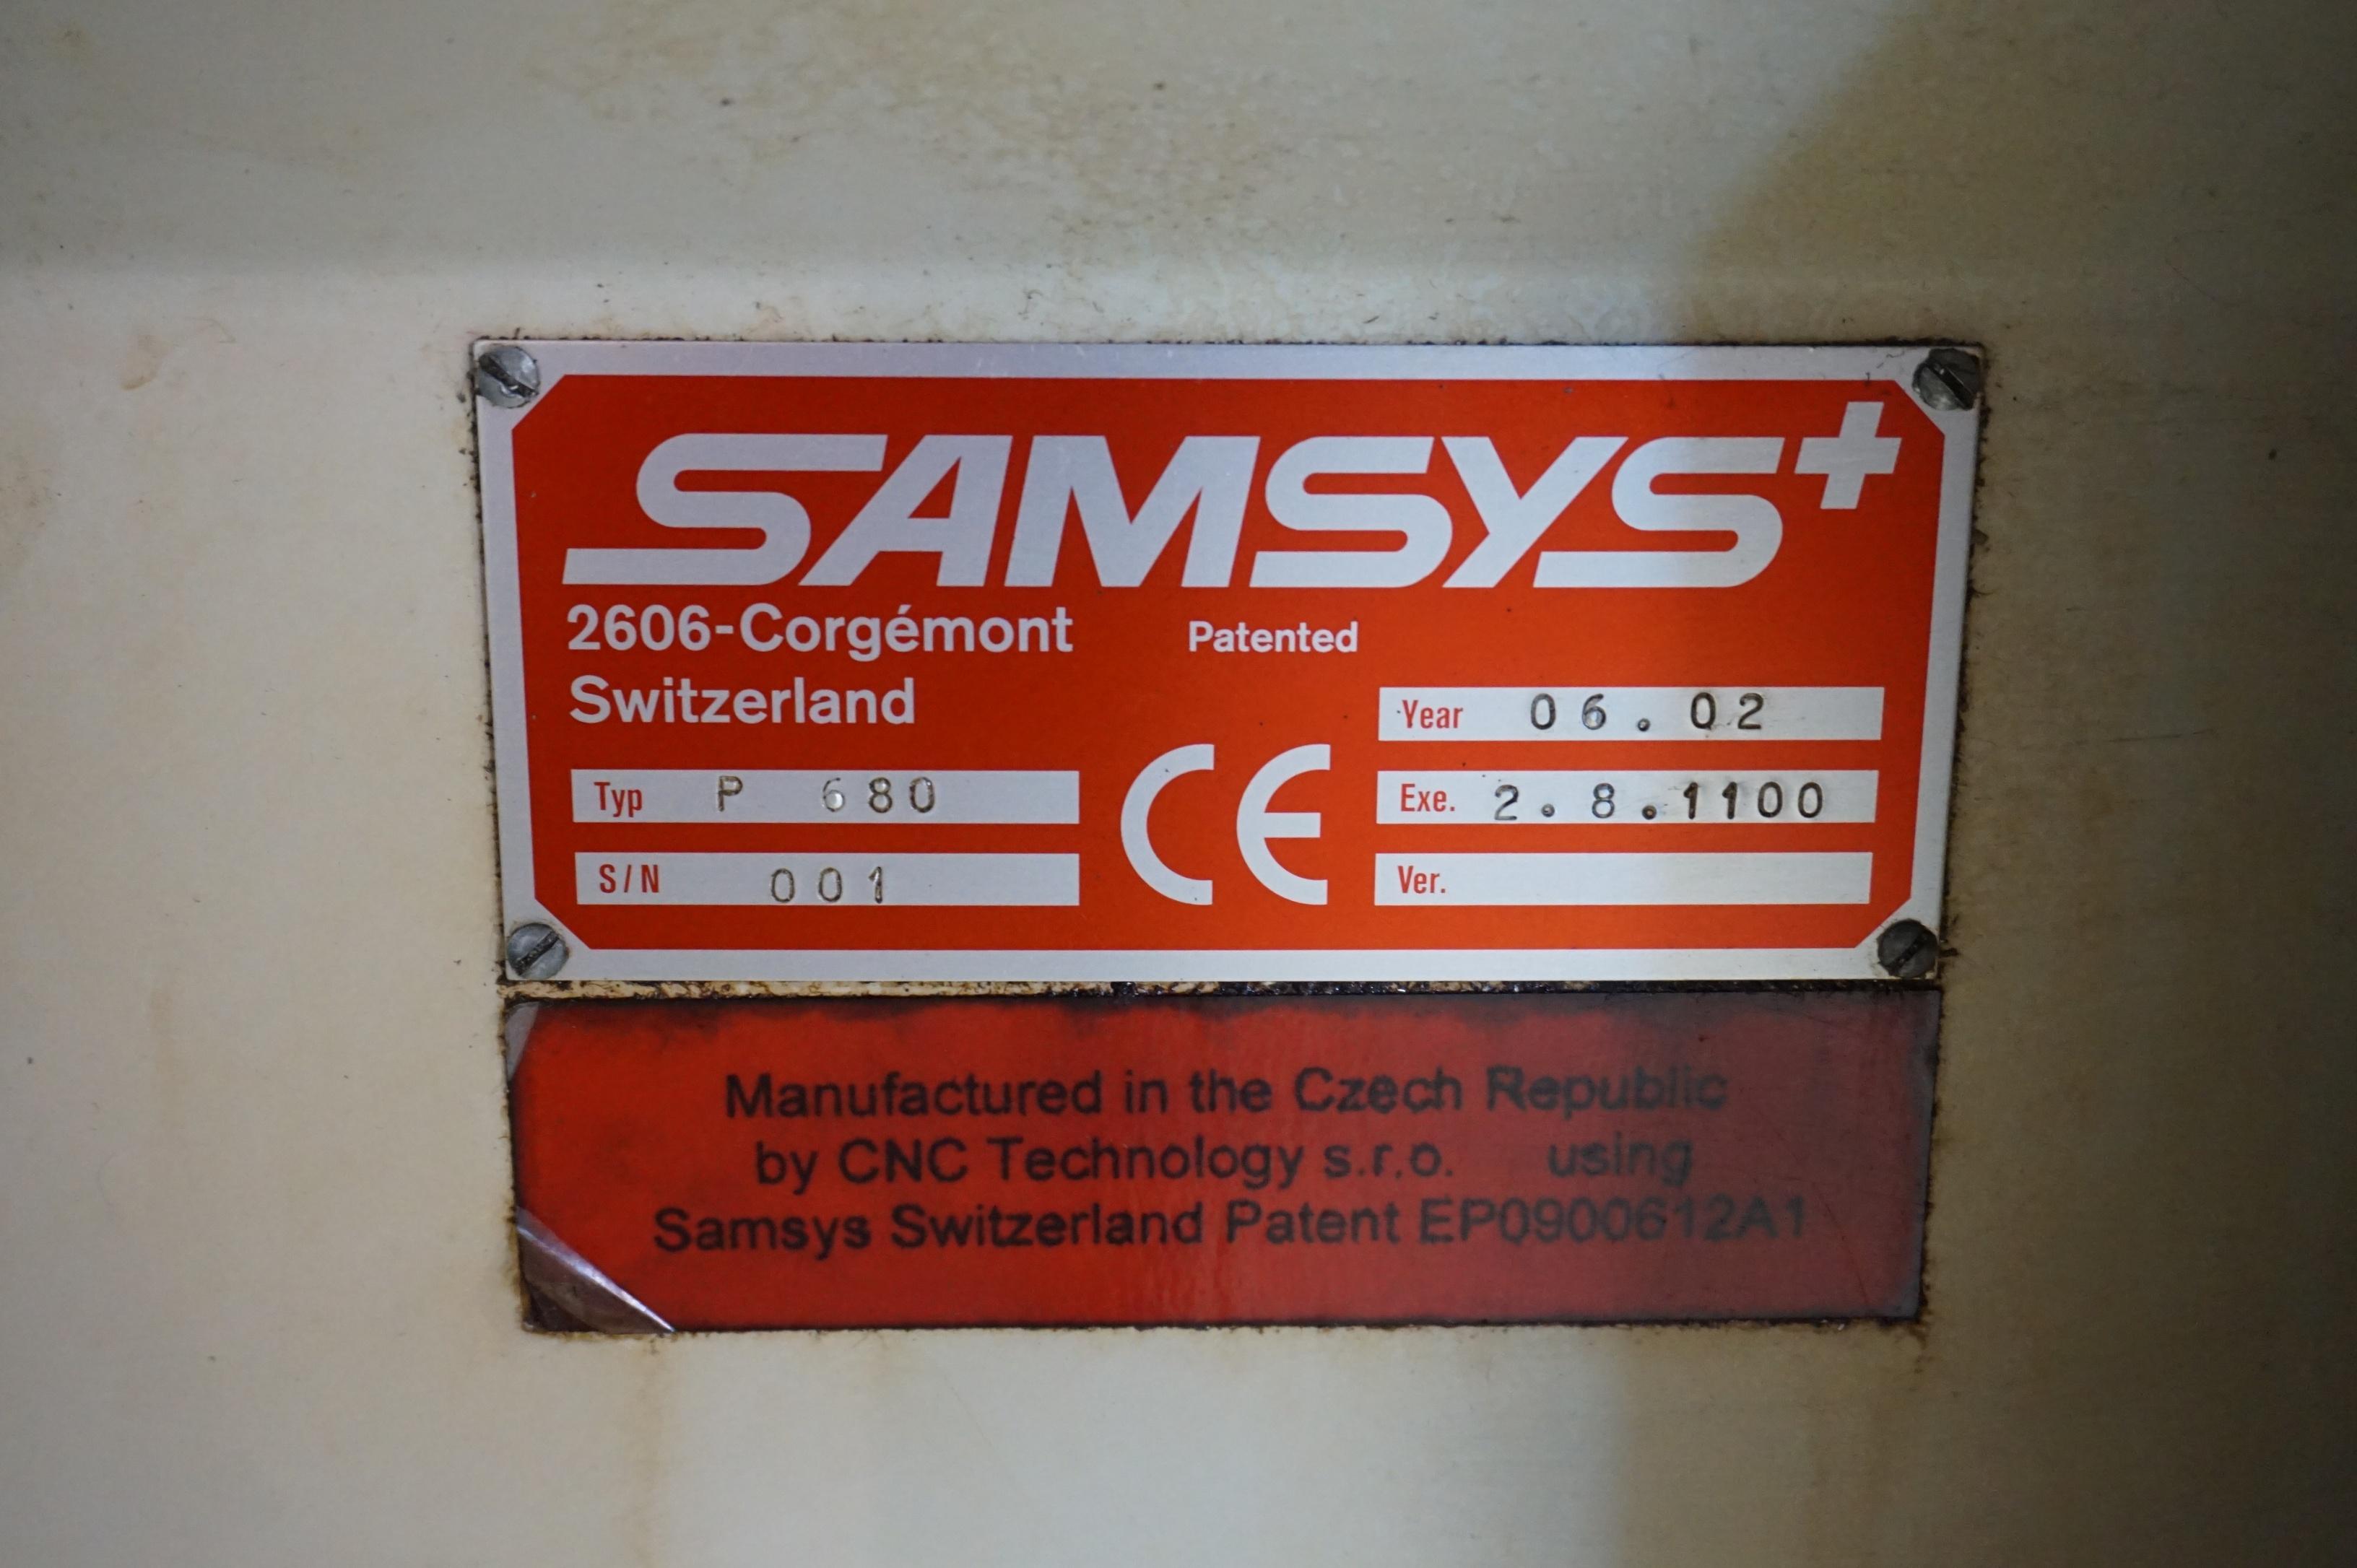 SAMSYS+
2606-Corgémont
Patented
Switzerland
Year 06.02
Typ P 680
CE
Exe. 2.8.1100
S/N 001
Ver.
Manufactured in the Czech Republic
by CNC Technology s.r.o. using
Samsys Switzerland Patent EP0900612A1